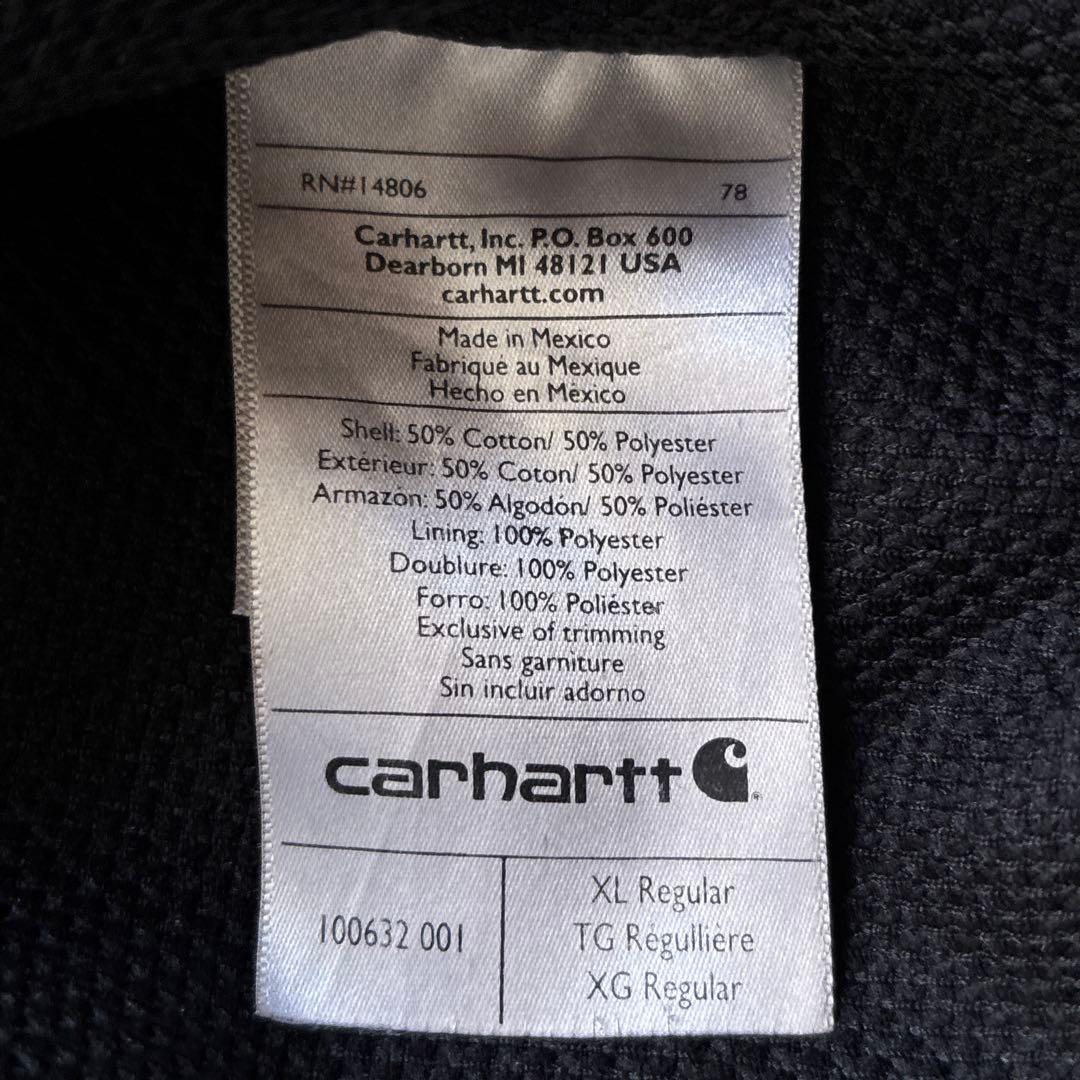 RN#14806 78
Carhartt, Inc. P.O. Box 600
Dearborn MI 48121 USA
carhartt.com
Made in Mexico
Fabriqué au Mexique
Hecho en México
Shell: 50% Cotton/ 50% Polyester
Extérieur: 50% Coton/ 50% Polyester
Armazón: 50% Algodón/ 50% Poliéster
Lining: 100% Polyester
Doublure: 100% Polyester
Forro: 100% Poliéster
Exclusive of trimming
Sans garniture
Sin incluir adorno
carhartt
100632 001
XL Regular
TG Régullière
XG Regular